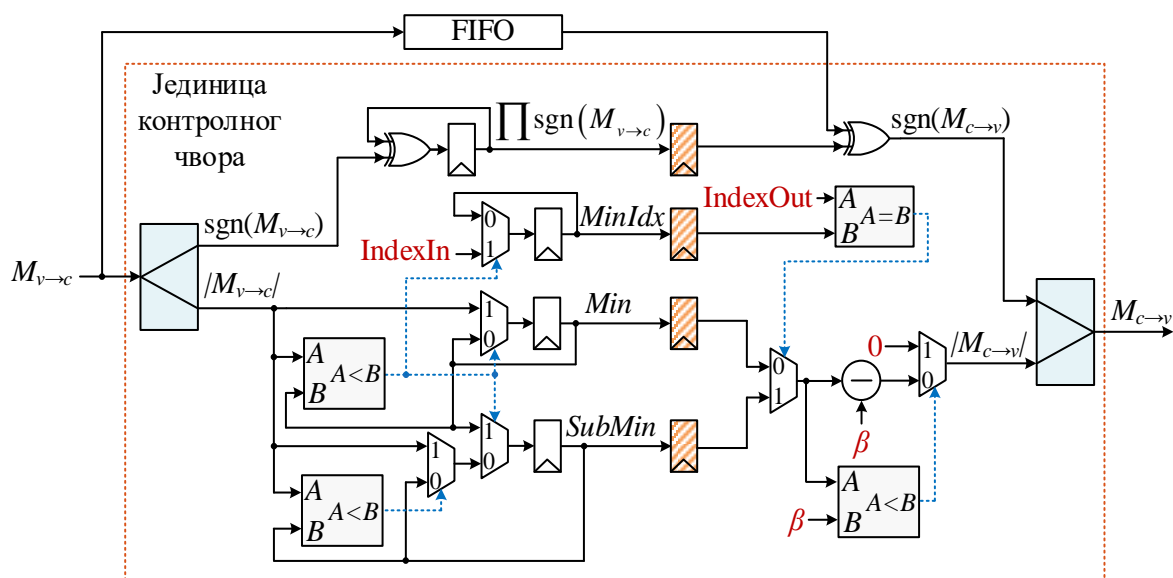 FIFO
Јединица
контролног
чвора
∏ sgn(M_{v→c})
sgn(M_{c→v})
IndexOut
A
A=B
B
sgn(M_{v→c})
0
MinIdx
IndexIn
1
M_{v→c}
|M_{v→c}|
1
Min
0
A
A<B
B
0
1
0
1
|M_{c→v}|
0
M_{c→v}
−
β
1
SubMin
0
1
0
A
A<B
B
A
A<B
β
B